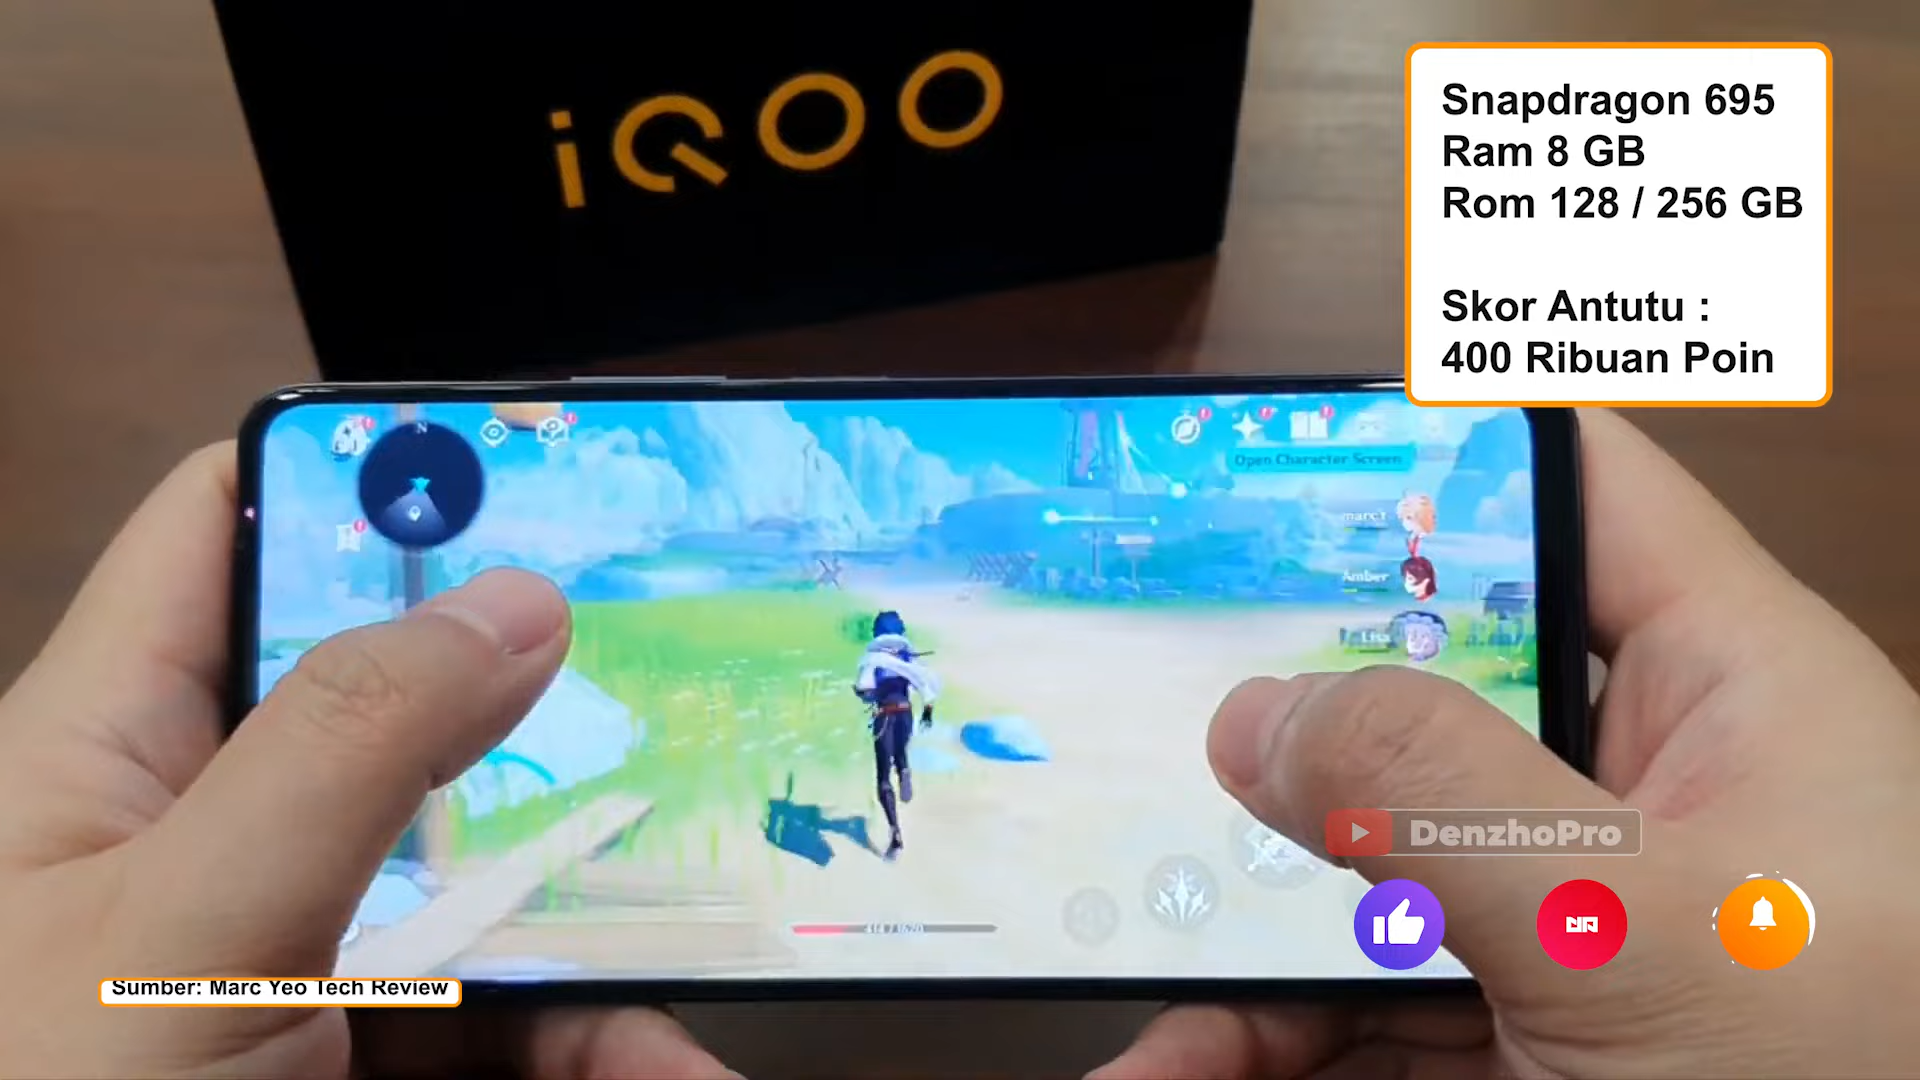 iQOO
Snapdragon 695
Ram 8 GB
Rom 128 / 256 GB
Skor Antutu :
400 Ribuan Poin
N
Open Character Screen
Amber
Lisa
DenzhoPro
Sumber: Marc Yeo Tech Review